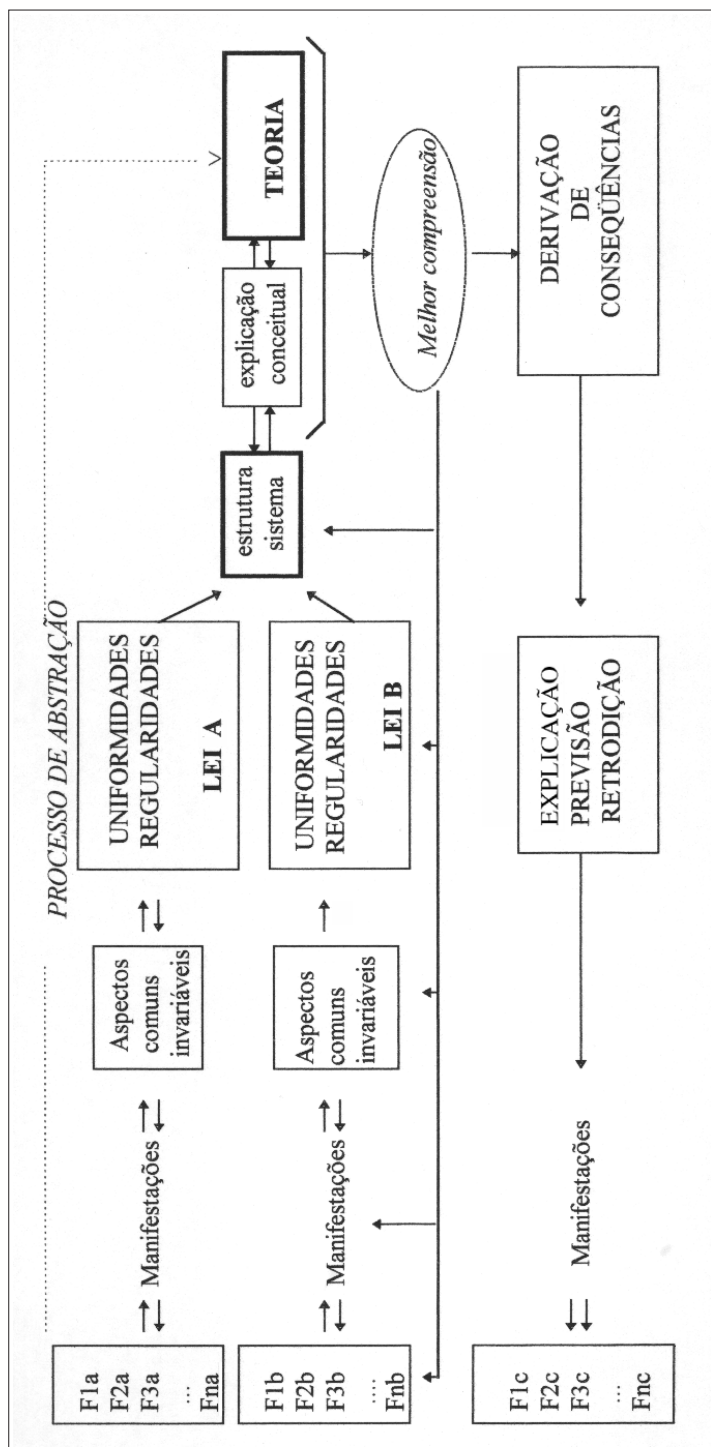 PROCESSO DE ABSTRAÇÃO
F1a
F2a
F3a
...
Fna
Manifestações
Aspectos
comuns
invariáveis
UNIFORMIDADES
REGULARIDADES
LEI A
estrutura
sistema
explicação
conceitual
TEORIA
F1b
F2b
F3b
....
Fnb
Manifestações
Aspectos
comuns
invariáveis
UNIFORMIDADES
REGULARIDADES
LEI B
Melhor compreensão
F1c
F2c
F3c
...
Fnc
Manifestações
EXPLICAÇÃO
PREVISÃO
RETRODIÇÃO
DERIVAÇÃO
DE
CONSEQÜÊNCIAS